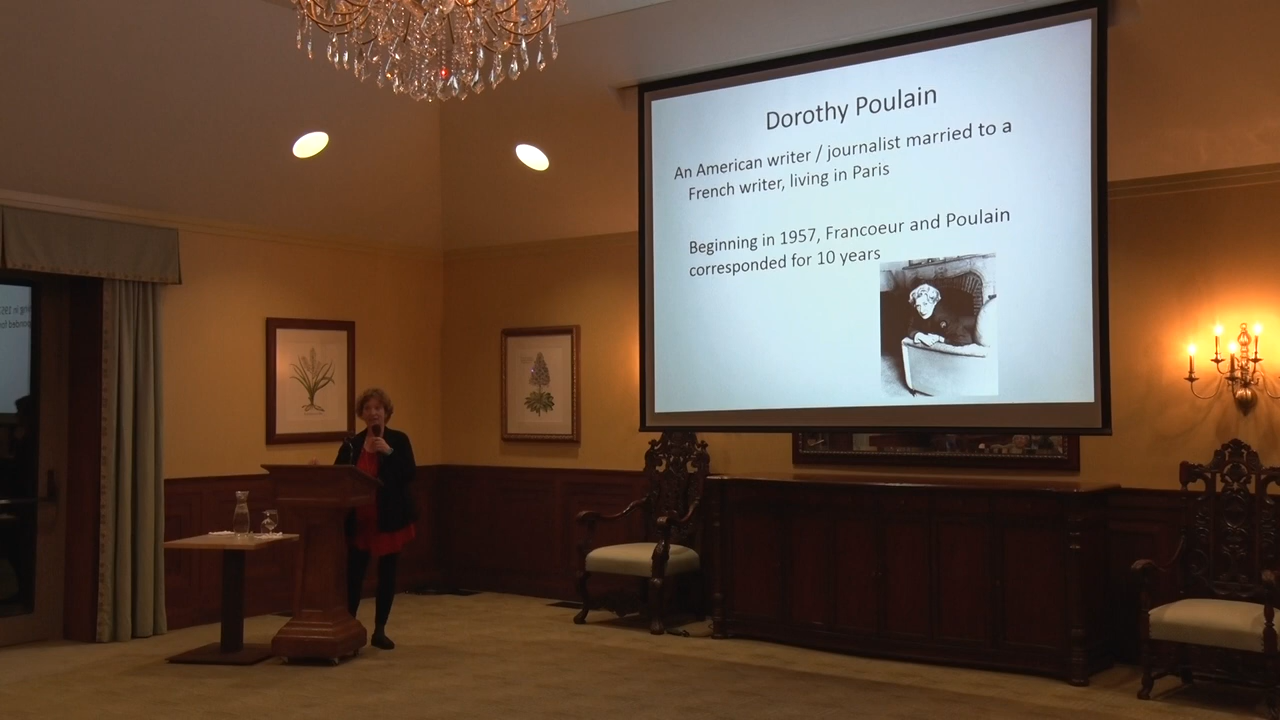 Dorothy Poulain
An American writer / journalist married to a
French writer, living in Paris
Beginning in 1957, Francoeur and Poulain
corresponded for 10 years